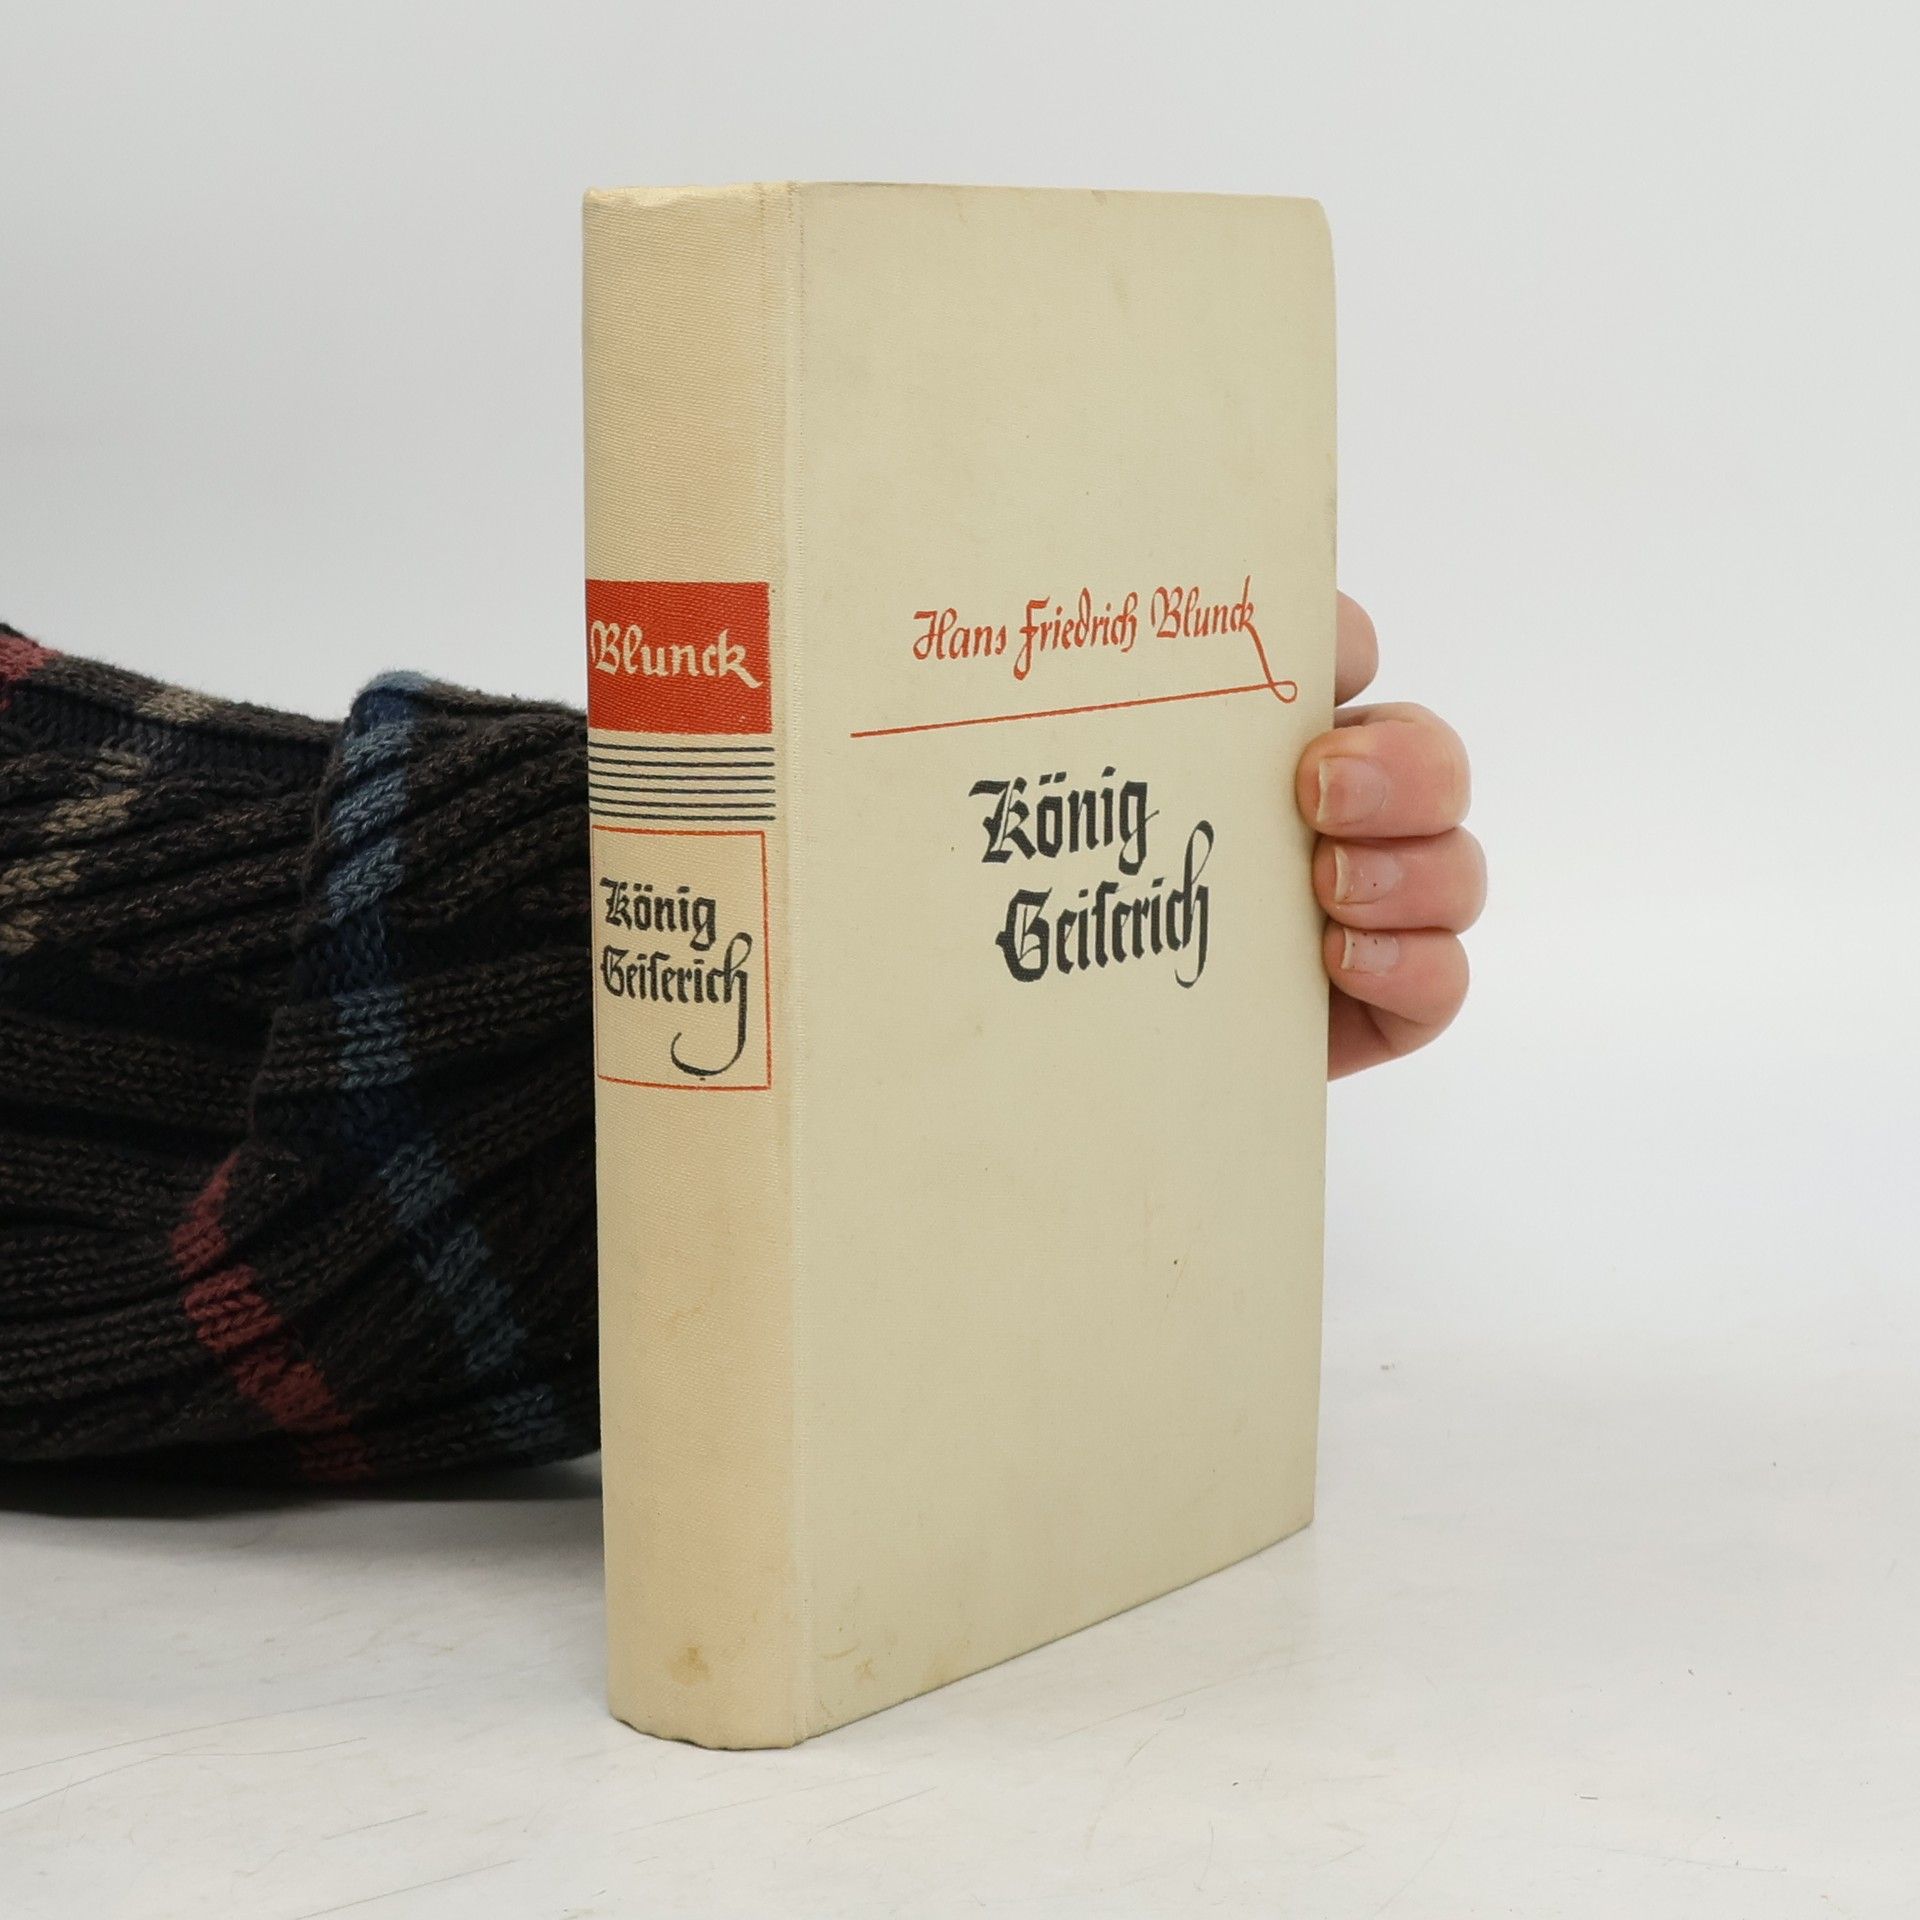 Blunck
König
Geiſerich
Hans Friedrich Blunck
König
Geiſerich